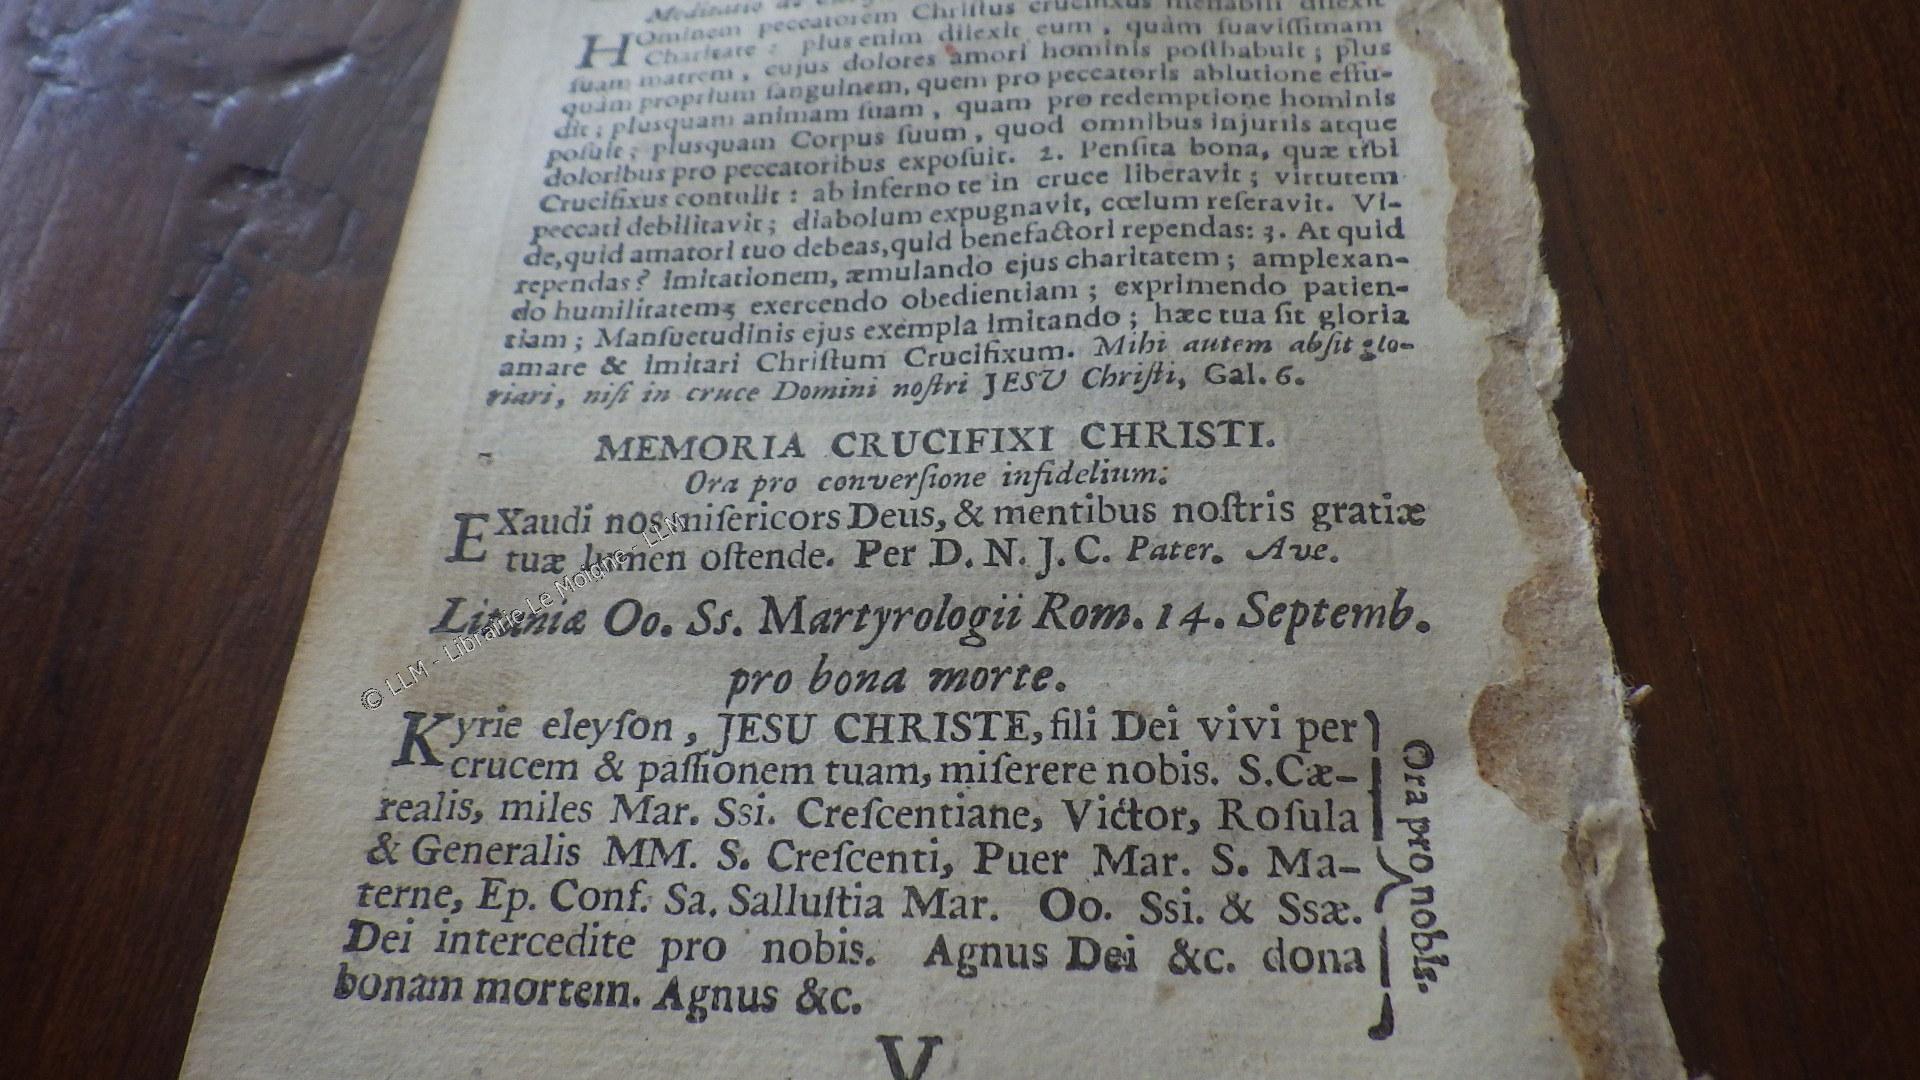 Meditatio de
HOminem peccatorem Chriſtus crucifixus
Charitate : plus enim dilexit eum , quàm ſuaviſſimam
ſuam matrem , cujus dolores amori hominis poſthabuit ; plus
quàm proprium ſanguinem, quem pro peccatoris ablutione effu-
dit ; plusquam animam ſuam , quam pro redemptione hominis
poſuit ; plusquam Corpus ſuum , quod omnibus injuriis atque
doloribus pro peccatoribus expoſuit. 2. Penſita bona, quæ tibi
Crucifixus contulit : ab inferno te in cruce liberavit ; virtutem
peccati debilitavit ; diabolum expugnavit, cœlum reſeravit. Vi-
de, quid amatori tuo debeas, quid benefactori rependas: 3. At quid
rependas? Imitationem, æmulando ejus charitatem ; amplexan-
do humilitatem; exercendo obedientiam ; exprimendo patien-
tiam ; Manſuetudinis ejus exempla imitando ; hæc tua ſit gloria
amare & imitari Chriſtum Crucifixum. Mihi autem abſit glo-
riari, niſi in cruce Domini noſtri JESU Chriſti, Gal. 6.
MEMORIA CRUCIFIXI CHRISTI.
Ora pro converſione infidelium:
EXaudi nos miſericors Deus, & mentibus noſtris gratiæ
tuæ lumen oſtende. Per D. N. J. C. Pater. Ave.
Litaniæ Oo. Ss. Martyrologii Rom. 14. Septemb.
pro bona morte.
Kyrie eleyſon, JESU CHRISTE, fili Dei vivi per
crucem & paſſionem tuam, miſerere nobis. S. Cæ-
realis, miles Mar. Ssi. Creſcentiane, Victor, Roſula
& Generalis MM. S. Creſcenti, Puer Mar. S. Ma-
terne, Ep. Conf. Sa. Salluſtia Mar. Oo. Ssi. & Ssæ.
Dei intercedite pro nobis. Agnus Dei &c. dona
bonam mortem. Agnus &c.
Ora pro nobis.
V
© LLM - Librairie Le Moigne - LLM